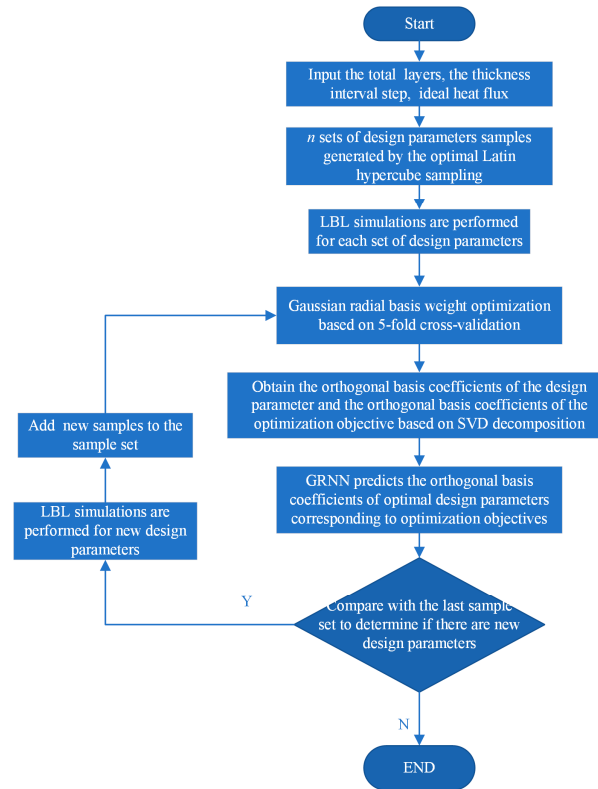 Start
Input the total layers, the thickness
interval step, ideal heat flux
n sets of design parameters samples
generated by the optimal Latin
hypercube sampling
LBL simulations are performed
for each set of design parameters
Gaussian radial basis weight optimization
based on 5-fold cross-validation
Obtain the orthogonal basis coefficients of the design
parameter and the orthogonal basis coefficients of the
optimization objective based on SVD decomposition
GRNN predicts the orthogonal basis
coefficients of optimal design parameters
corresponding to optimization objectives
Compare with the last sample
set to determine if there are new
design parameters
Y
LBL simulations are
performed for new design
parameters
Add new samples to the
sample set
N
END